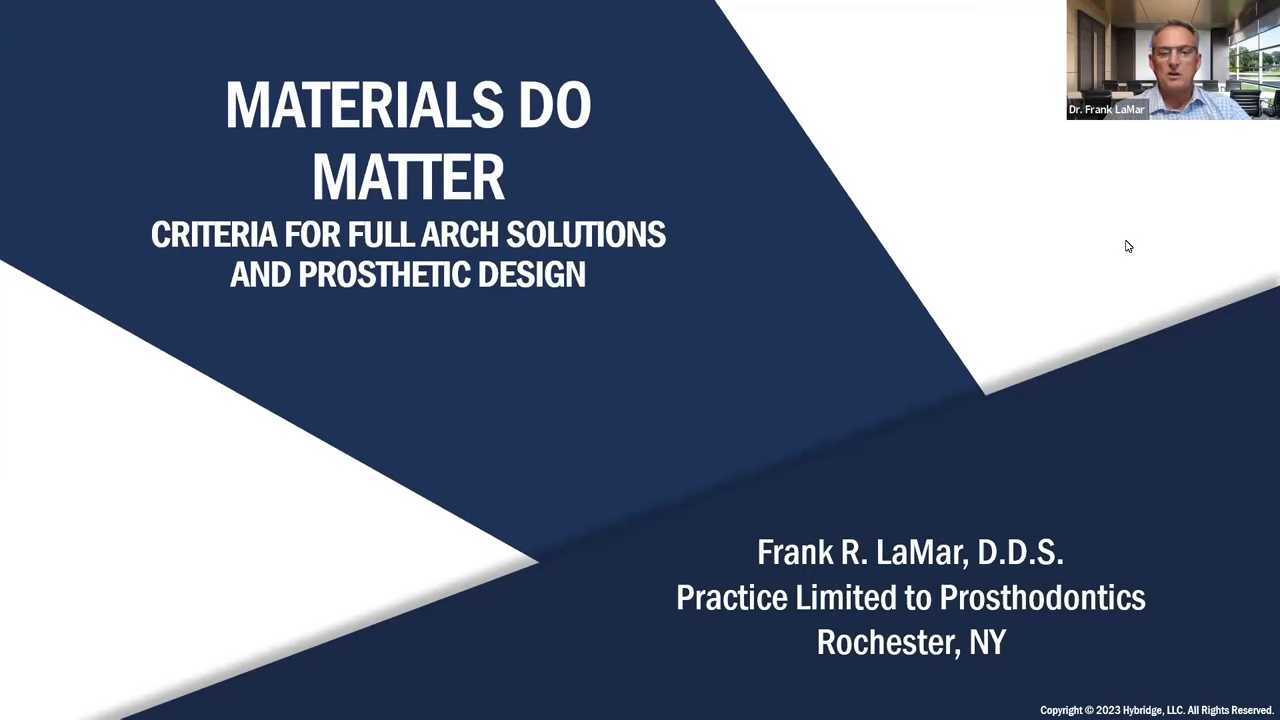 MATERIALS DO
MATTER
CRITERIA FOR FULL ARCH SOLUTIONS
AND PROSTHETIC DESIGN
Dr. Frank LaMar
Frank R. LaMar, D.D.S.
Practice Limited to Prosthodontics
Rochester, NY
Copyright © 2023 Hybridge, LLC. All Rights Reserved.